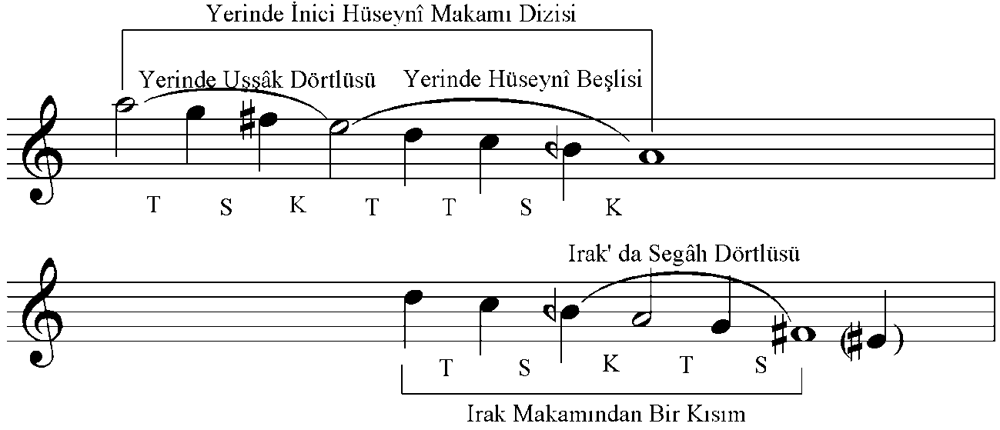 Yerinde İnici Hüseynî Makamı Dizisi
Yerinde Uşşâk Dörtlüsü Yerinde Hüseynî Beşlisi
T S K T T S K
Irak' da Segâh Dörtlüsü
T S K T S
Irak Makamından Bir Kısım